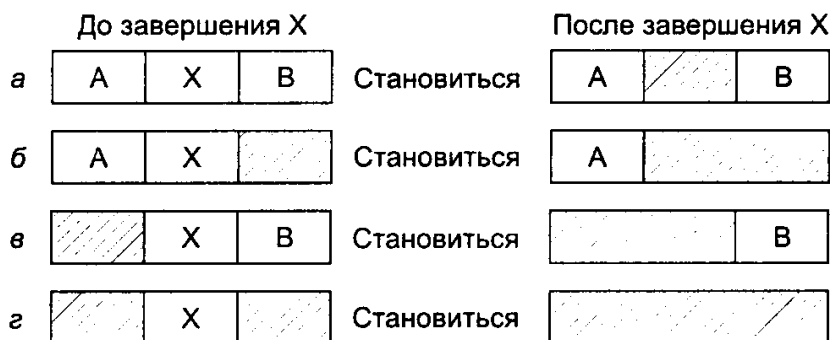 До завершения X После завершения X
а A X B Становиться A B
б A X Становиться A
в X B Становиться B
г X Становиться